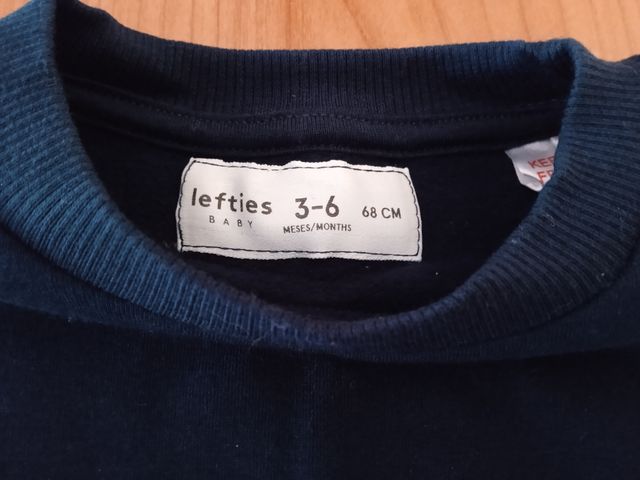 lefties 3-6 68 CM
BABY MESES/MONTHS